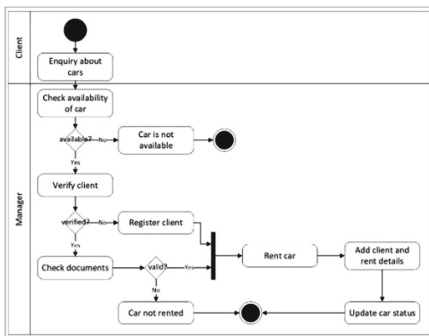 Client
Enquiry about
cars
Manager
Check availability
of car
available?
No
Car is not
available
Yes
Verify client
verified?
No
Register client
Yes
Check documents
valid?
Yes
Rent car
Add client and
rent details
No
Car not rented
Update car status